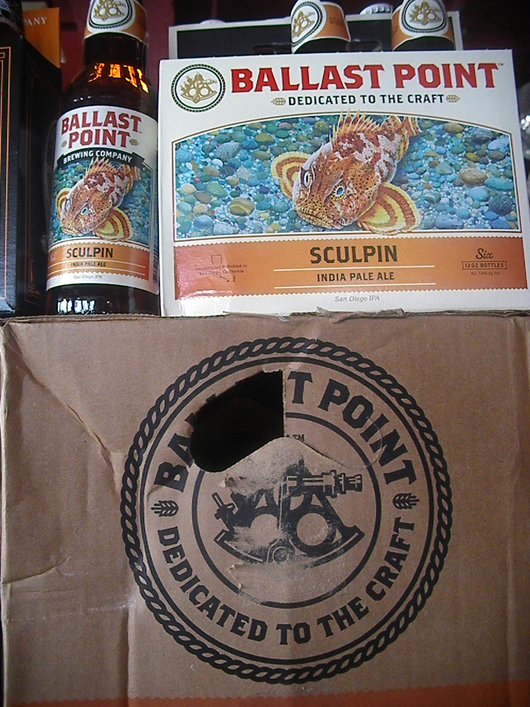 BALLAST
POINT
BREWING COMPANY
SCULPIN
INDIA PALE ALE
BALLAST POINT™
DEDICATED TO THE CRAFT
SCULPIN
INDIA PALE ALE
San Diego IPA
Six
12 OZ BOTTLES
BA T POINT
DEDICATED TO THE CRAFT